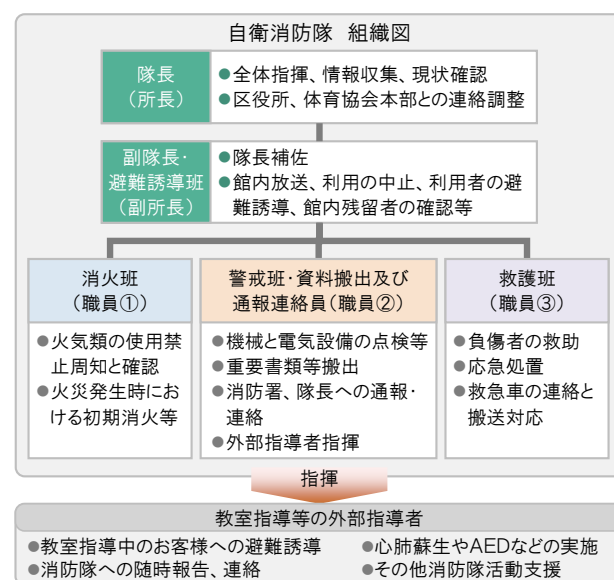 自衛消防隊 組織図
隊長
(所長)
●全体指揮、情報収集、現状確認
●区役所、体育協会本部との連絡調整
副隊長・
避難誘導班
(副所長)
●隊長補佐
●館内放送、利用の中止、利用者の避
難誘導、館内残留者の確認等
消火班
(職員①)
●火気類の使用禁
止周知と確認
●火災発生時にお
ける初期消火等
警戒班・資料搬出及び
通報連絡員(職員②)
●機械と電気設備の点検等
●重要書類等搬出
●消防署、隊長への通報・
連絡
●外部指導者指揮
救護班
(職員③)
●負傷者の救助
●応急処置
●救急車の連絡と
搬送対応
指揮
教室指導等の外部指導者
●教室指導中のお客様への避難誘導
●消防隊への随時報告、連絡
●心肺蘇生やAEDなどの実施
●その他消防隊活動支援